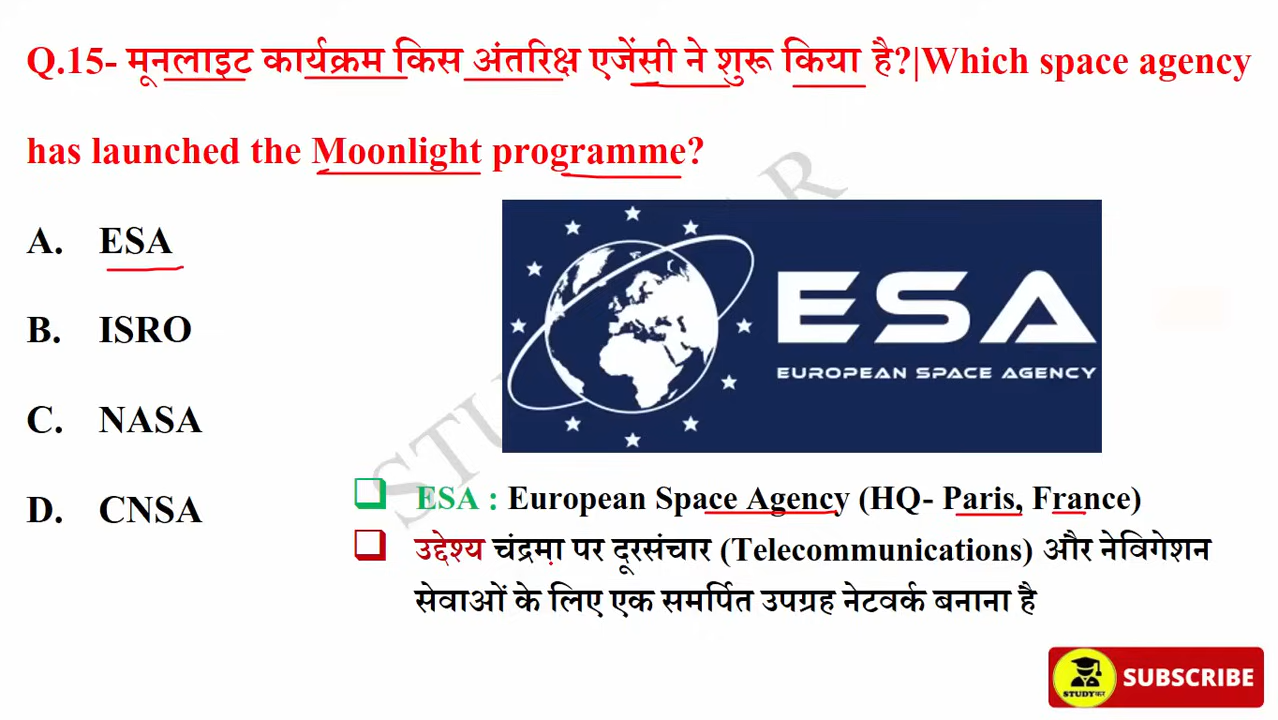 Q.15- मूनलाइट कार्यक्रम किस अंतरिक्ष एजेंसी ने शुरू किया है?|Which space agency
has launched the Moonlight programme?
A. ESA
B. ISRO
C. NASA
D. CNSA
ESA
EUROPEAN SPACE AGENCY
ESA : European Space Agency (HQ- Paris, France)
उद्देश्य चंद्रमा पर दूरसंचार (Telecommunications) और नेविगेशन
सेवाओं के लिए एक समर्पित उपग्रह नेटवर्क बनाना है
SUBSCRIBE
STUDYकर